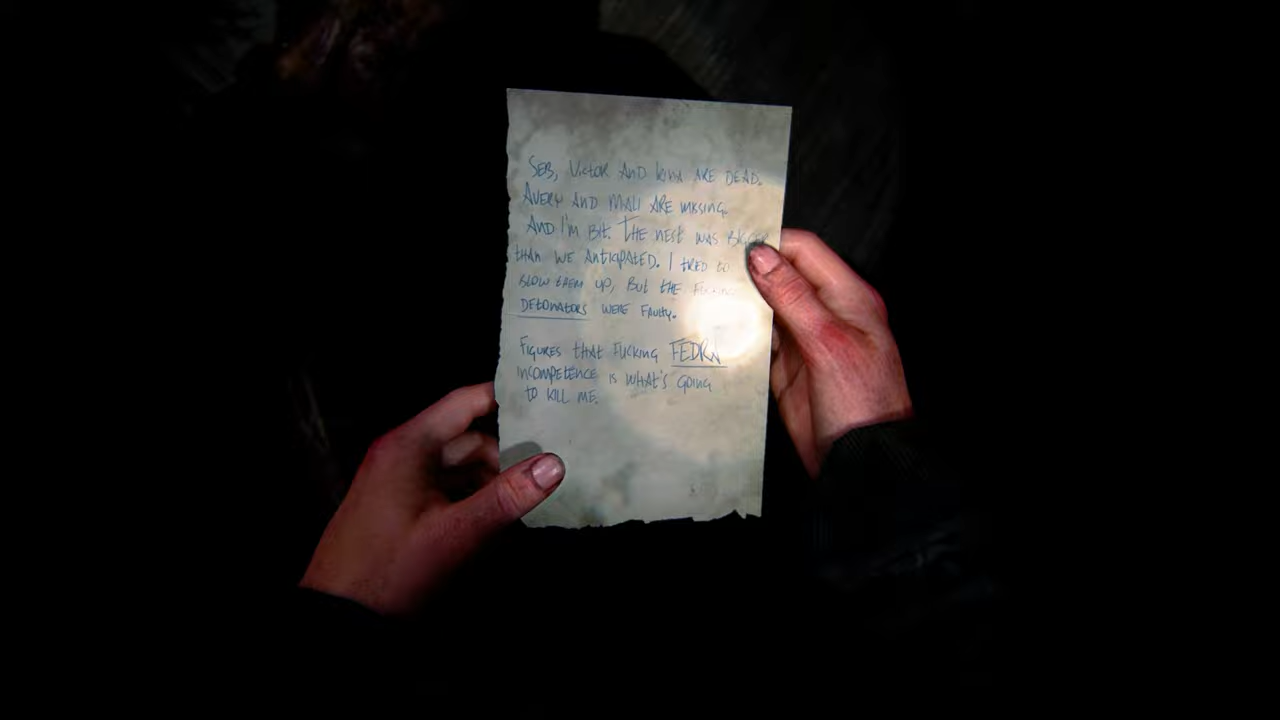 SEB, VICTOR AND KINA ARE DEAD.
AVERY AND MALI ARE MISSING.
AND I'M BIT. THE NEST WAS BIGGER
THAN WE ANTICIPATED. I TRIED TO
BLOW THEM UP, BUT THE
DETONATORS WERE FAULTY.
FIGURES THAT FUCKING FEDRA
INCOMPETENCE IS WHAT'S GOING
TO KILL ME.